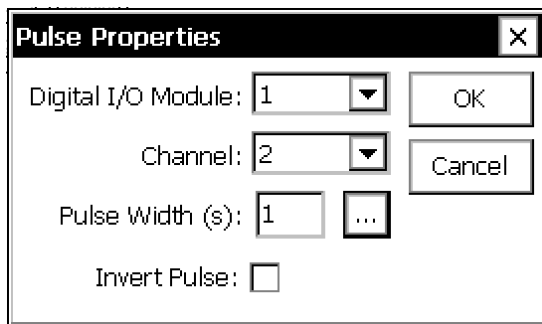 Pulse Properties
Digital I/O Module: 1
OK
Channel: 2
Cancel
Pulse Width (s): 1 ...
Invert Pulse: